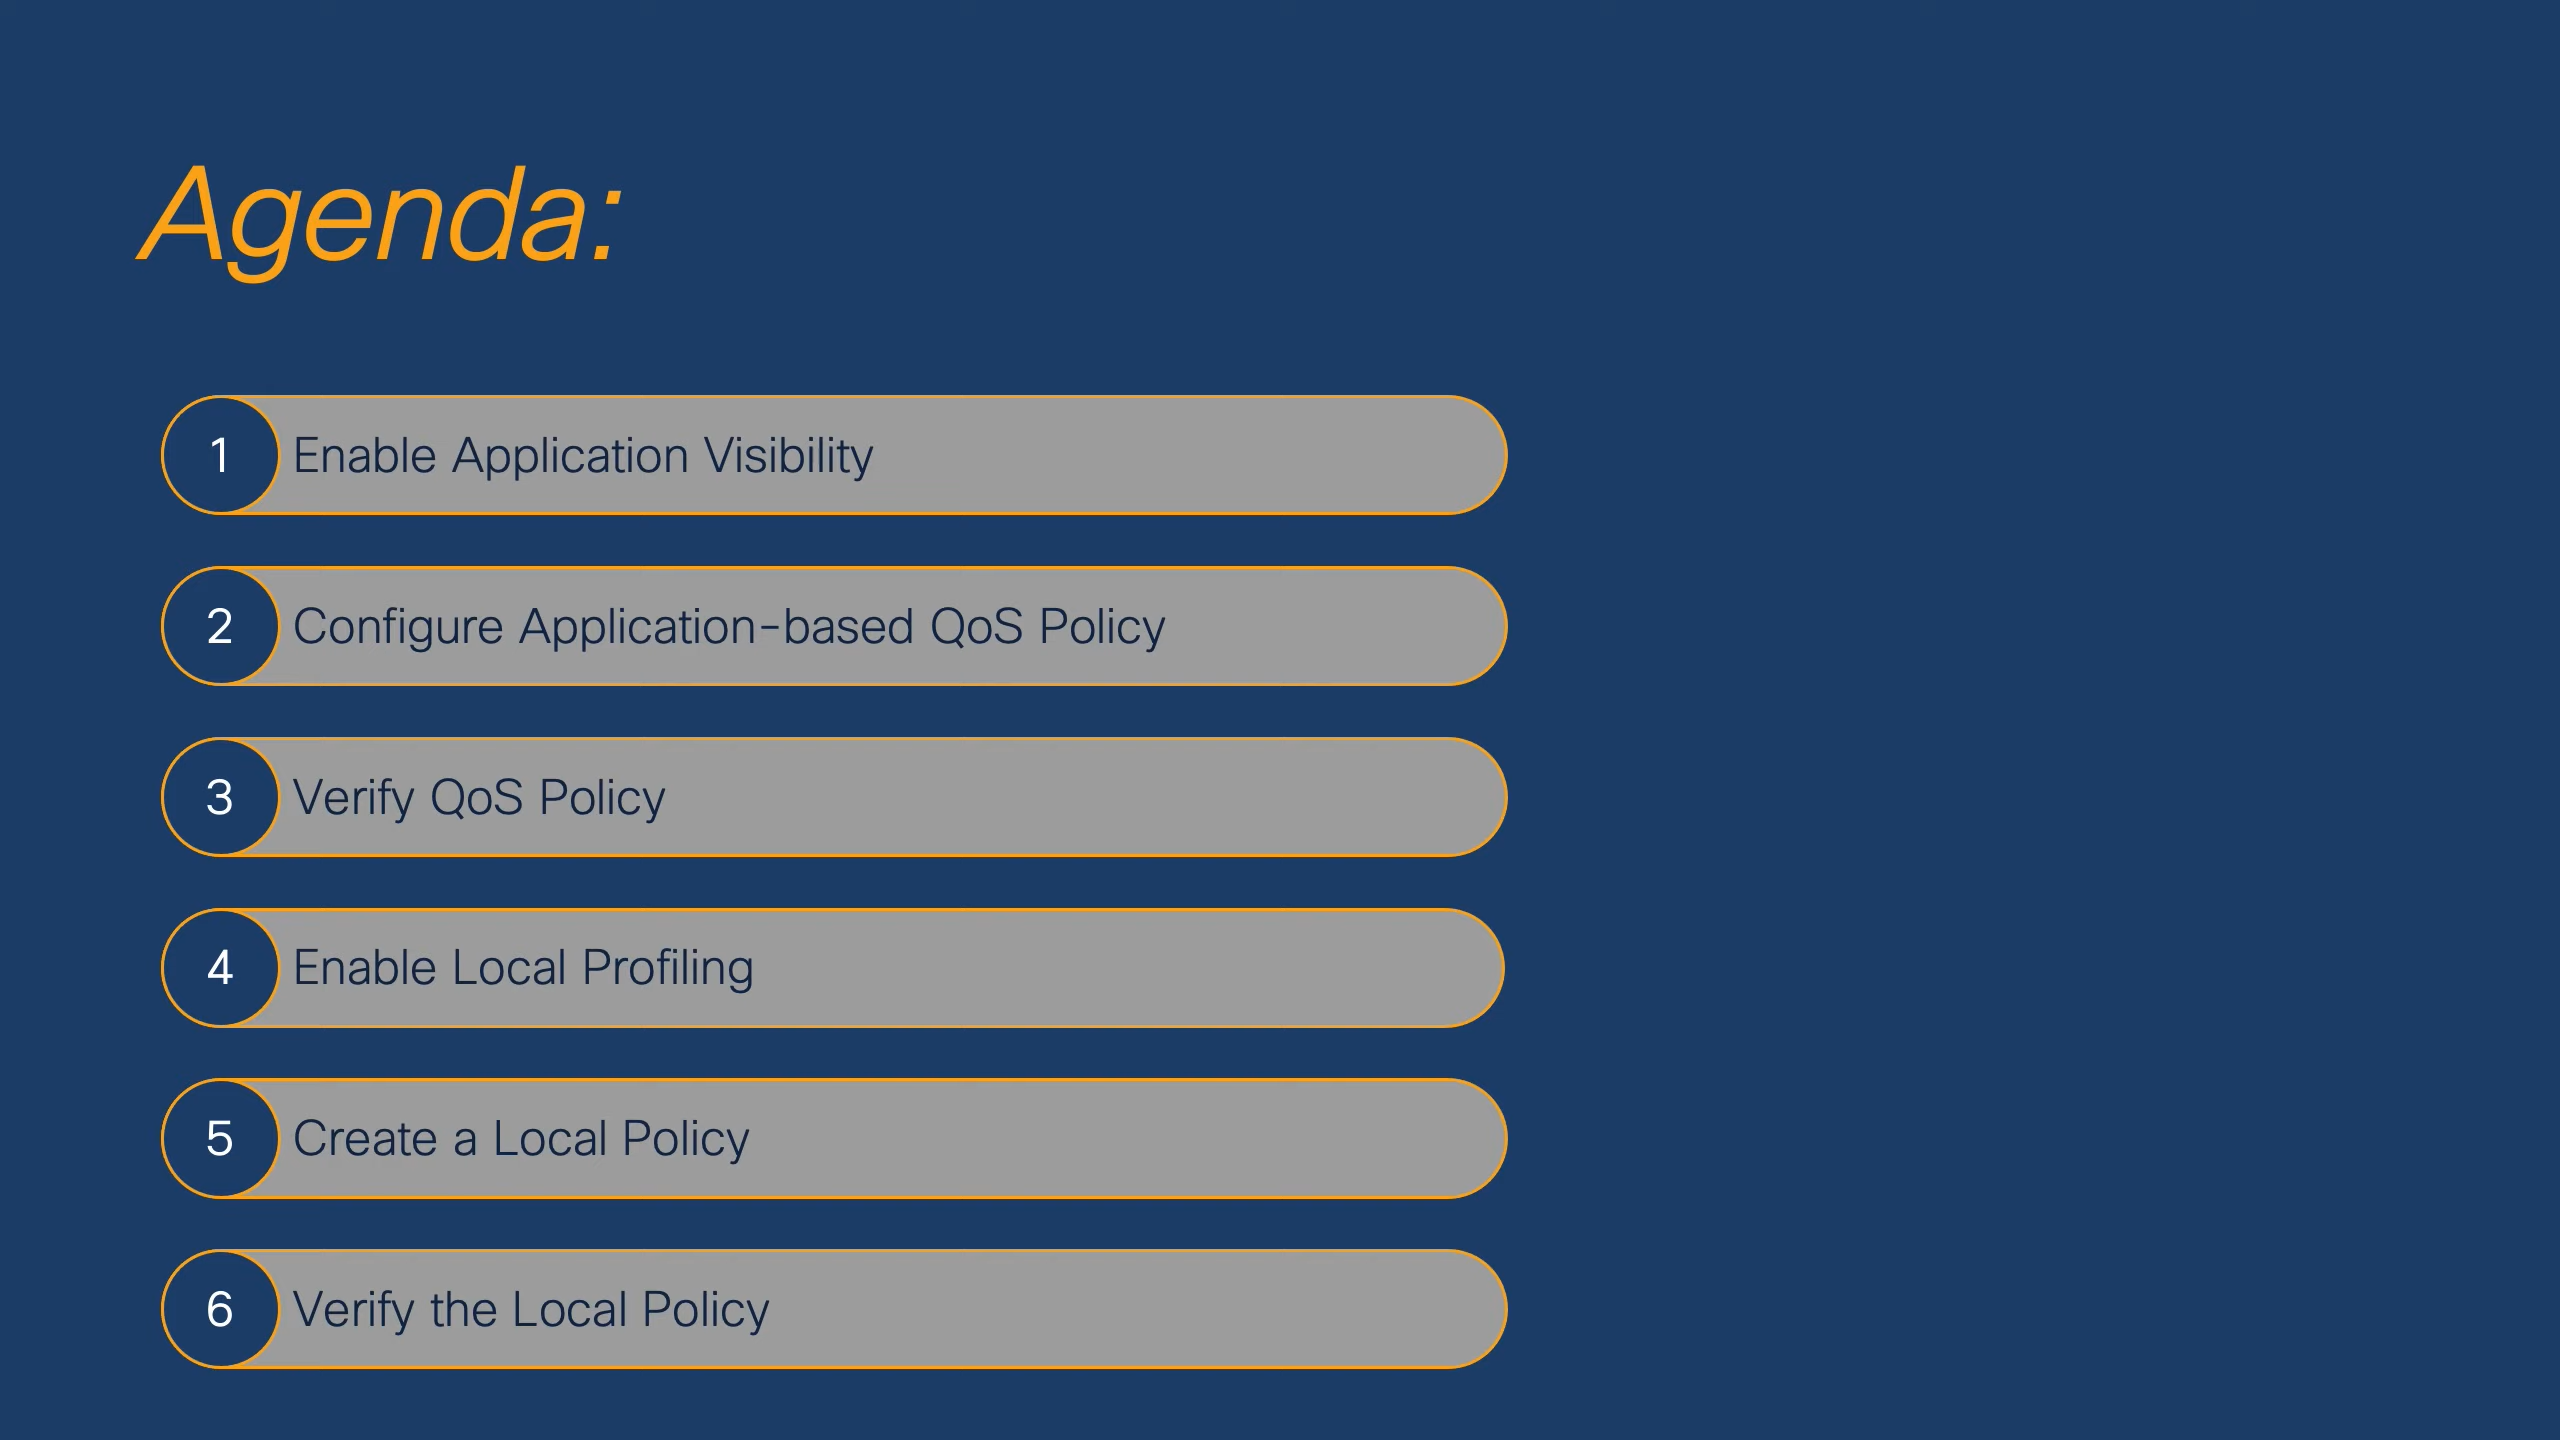 Agenda:
1 Enable Application Visibility
2 Configure Application-based QoS Policy
3 Verify QoS Policy
4 Enable Local Profiling
5 Create a Local Policy
6 Verify the Local Policy